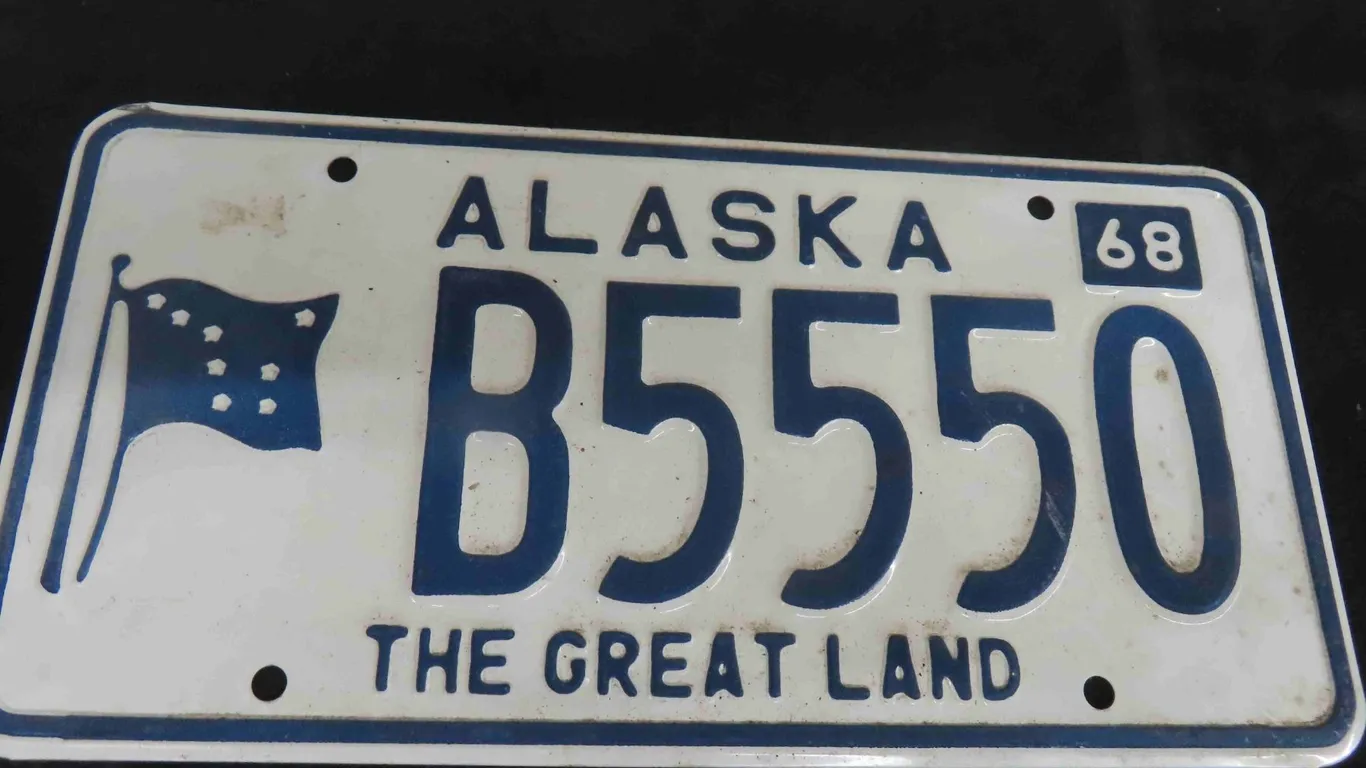 ALASKA
68
B5550
THE GREAT LAND